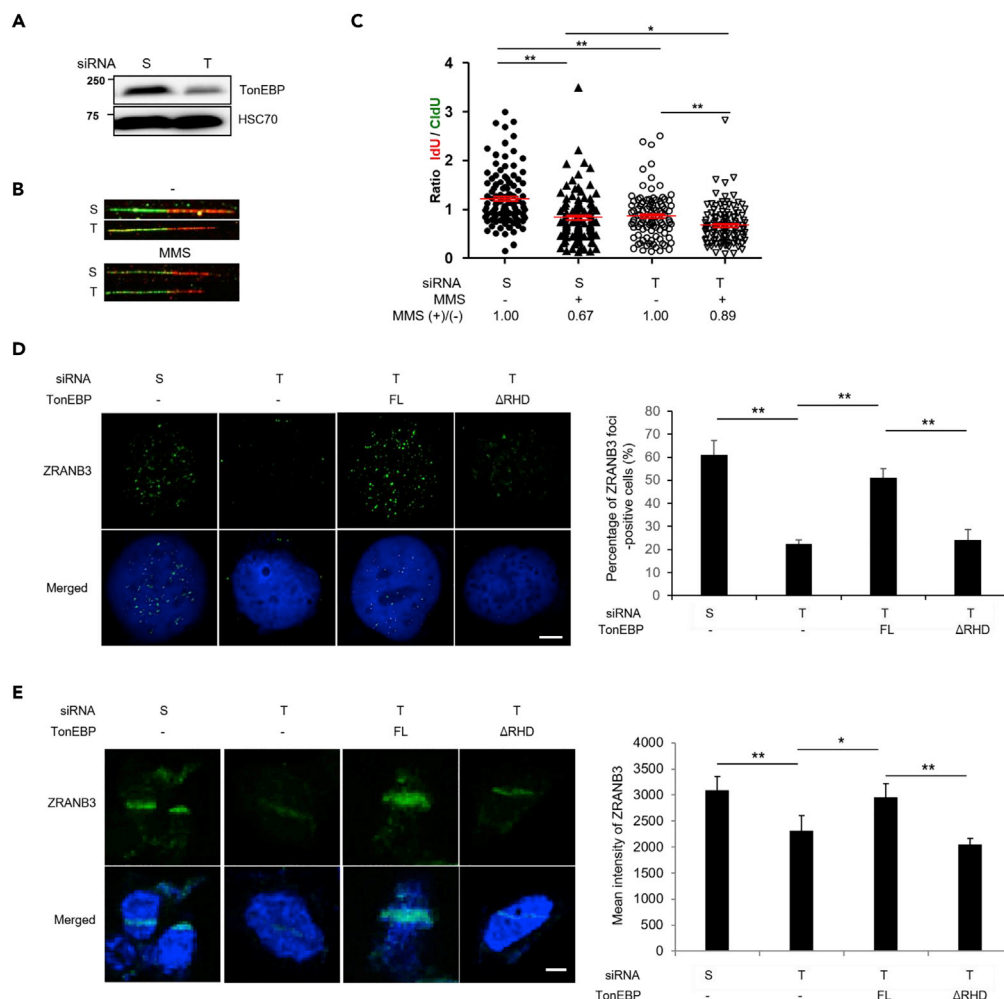 A
siRNA S T
250
TonEBP
75
HSC70
B
-
S
T
MMS
S
T
C
*
**
** **
4
3
2
1
0
Ratio IdU / CldU
siRNA S S T T
MMS - + - +
MMS (+)/(-) 1.00 0.67 1.00 0.89
D
siRNA S T T T
TonEBP - - FL ΔRHD
ZRANB3
Merged
Percentage of ZRANB3 foci
-positive cells (%)
80
70
60
50
40
30
20
10
0
** ** **
siRNA S T T T
TonEBP - - FL ΔRHD
E
siRNA S T T T
TonEBP - - FL ΔRHD
ZRANB3
Merged
Mean intensity of ZRANB3
4000
3500
3000
2500
2000
1500
1000
500
0
** * **
siRNA S T T T
TonEBP - - FL ΔRHD